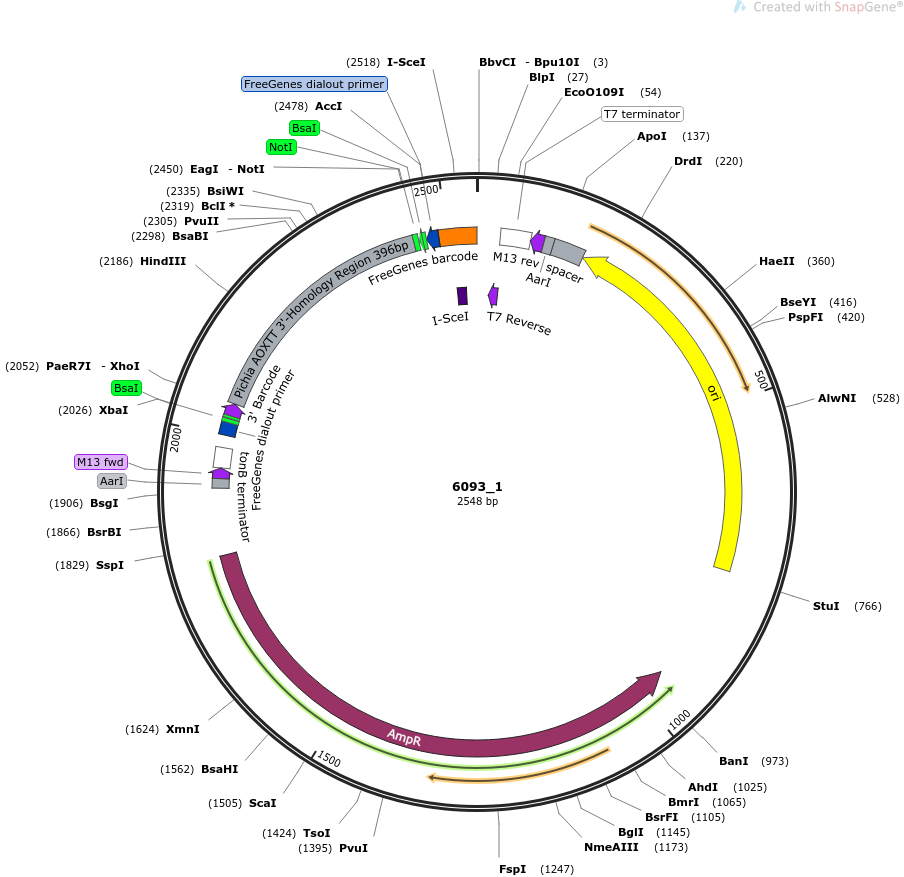 Created with SnapGene®
(2518) I-SceI
BbvCI - Bpu10I (3)
BlpI (27)
FreeGenes dialout primer
EcoO109I (54)
(2478) AccI
T7 terminator
BsaI
ApoI (137)
NotI
DrdI (220)
(2450) EagI - NotI
2500
(2335) BsiWI
(2319) BclI *
(2305) PvuII
(2298) BsaBI
Pichia AOXTT 3'-Homology Region 396bp
FreeGenes barcode
M13 rev
spacer
AarI
(2186) HindIII
HaeII (360)
BseYI (416)
PspFI (420)
I-SceI
T7 Reverse
(2052) PaeR7I - XhoI
500
ori
BsaI
3' Barcode
FreeGenes dialout primer
AlwNI (528)
(2026) XbaI
2000
M13 fwd
tonB terminator
AarI
6093_1
2548 bp
(1906) BsgI
(1866) BsrBI
(1829) SspI
StuI (766)
(1624) XmnI
1000
AmpR
1500
BanI (973)
(1562) BsaHI
AhdI (1025)
(1505) ScaI
BmrI (1065)
BsrFI (1105)
(1424) TsoI
BglI (1145)
(1395) PvuI
NmeAIII (1173)
FspI (1247)